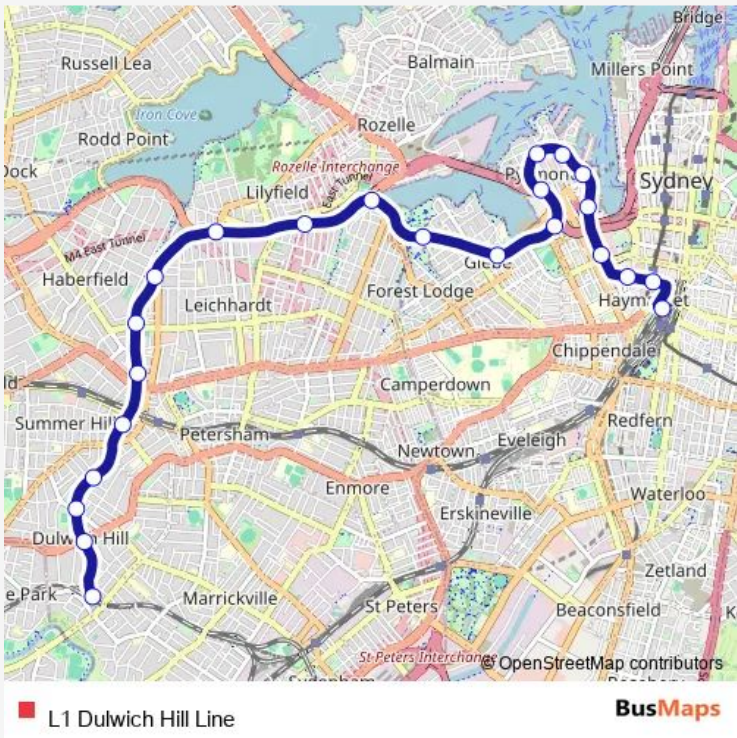 Bridge
Russell Lea
Balmain
Millers Point
Iron Cove
Rozelle
Rodd Point
Dock
Rozelle Interchange
Sydney
Lilyfield
East Tunnel
M4 East Tunnel
Haberfield
Glebe
Forest Lodge
Leichhardt
Chippendale
Camperdown
Summer Hill
Petersham
Redfern
Eveleigh
Newtown
Enmore
Waterloo
Erskineville
Dulwich Hill
Zetland
e Park
Marrickville
St Peters
Beaconsfield
St Peters Interchange
© OpenStreetMap contributors
L1 Dulwich Hill Line
BusMaps